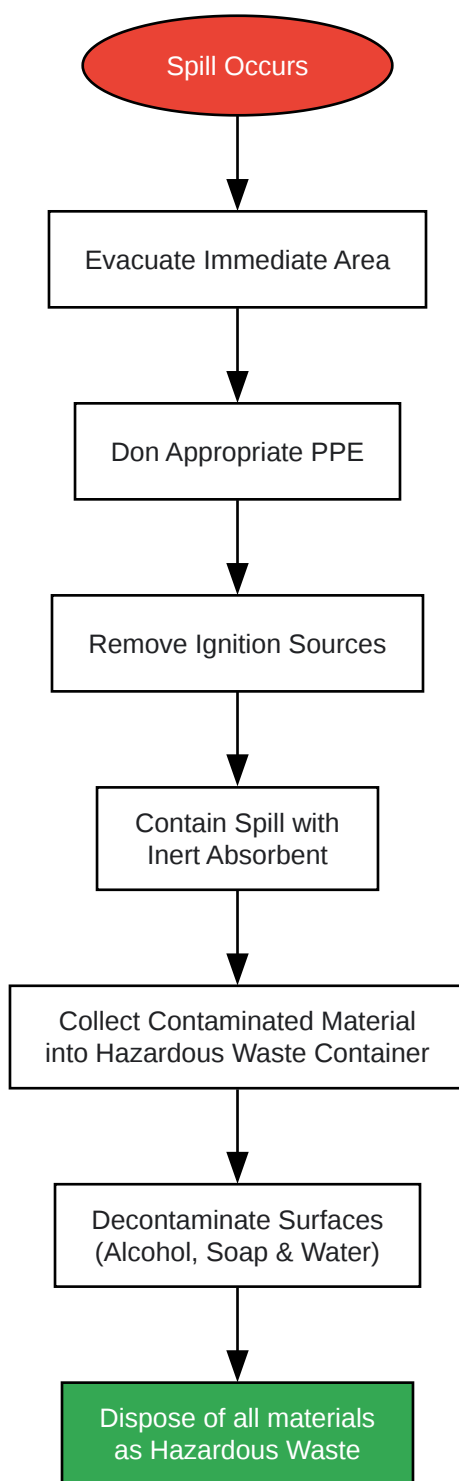 Spill Occurs
Evacuate Immediate Area
Don Appropriate PPE
Remove Ignition Sources
Contain Spill with
Inert Absorbent
Collect Contaminated Material
into Hazardous Waste Container
Decontaminate Surfaces
(Alcohol, Soap & Water)
Dispose of all materials
as Hazardous Waste